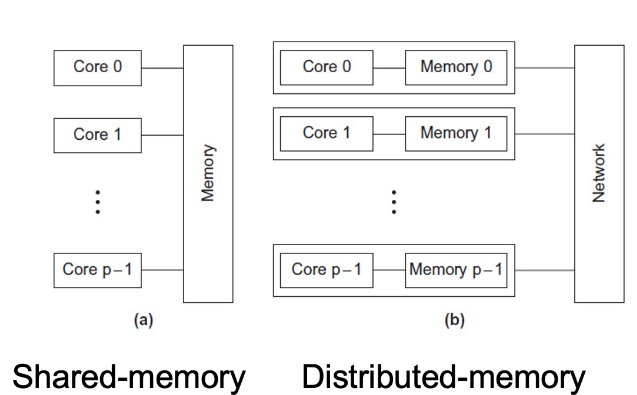 Core 0
Core 1
Core p−1
Memory
(a)
Core 0
Memory 0
Core 1
Memory 1
Core p−1
Memory p−1
Network
(b)
Shared-memory
Distributed-memory